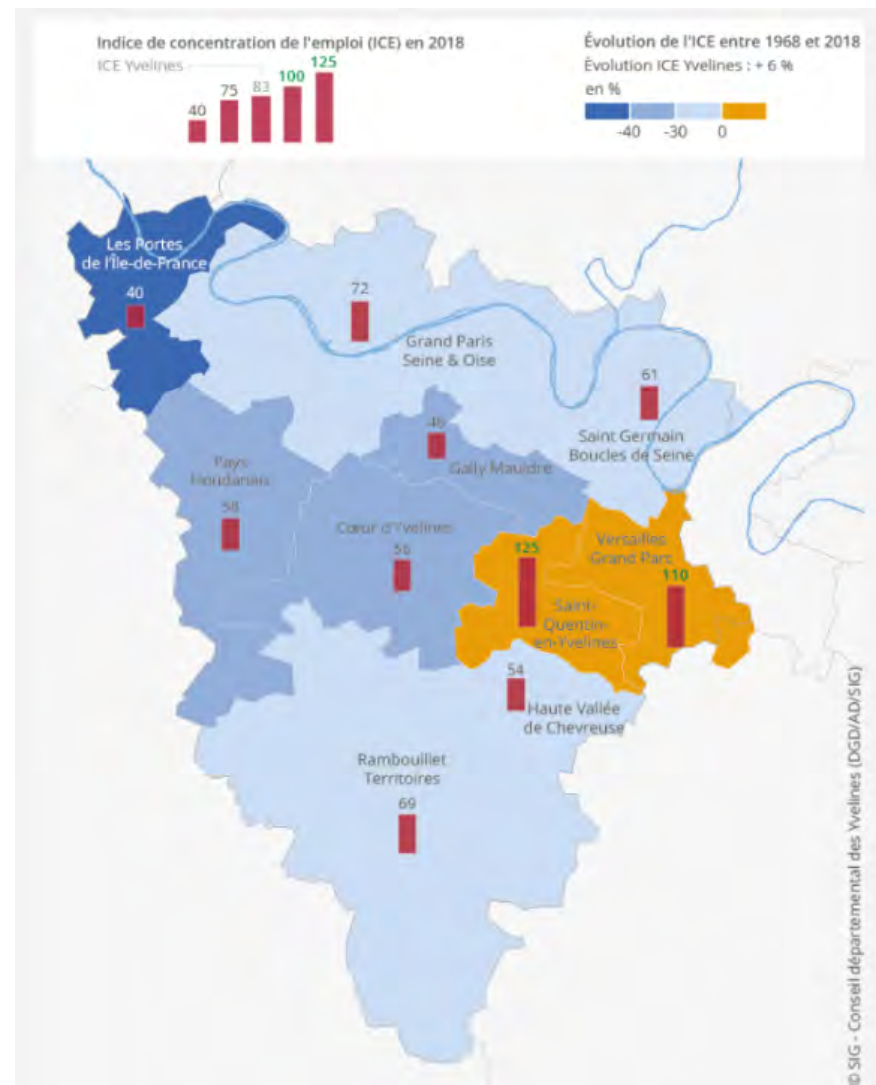 Indice de concentration de l'emploi (ICE) en 2018
ICE Yvelines
40
75
83
100
125
Évolution de l'ICE entre 1968 et 2018
Évolution ICE Yvelines : + 6 %
en %
-40
-30
0
Les Portes
de l'Île-de-France
40
72
Grand Paris
Seine & Oise
61
Saint Germain
Boucles de Seine
46
Gally Mauldre
Pays
Houdanais
58
Cœur d'Yvelines
56
125
Saint-
Quentin-
en-Yvelines
Versailles
Grand Parc
110
54
Haute Vallée
de Chevreuse
Rambouillet
Territoires
69
© SIG - Conseil départemental des Yvelines (DGD/AD/SIG)